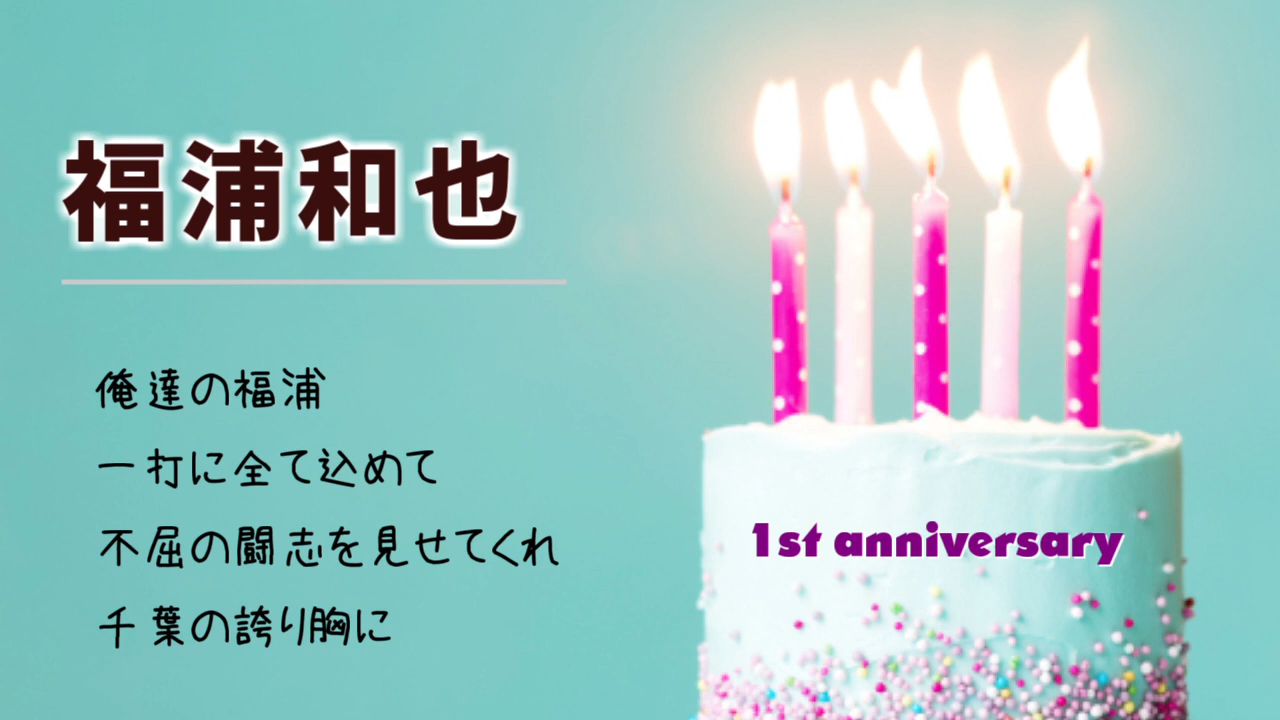 福浦和也
俺達の福浦
一打に全て込めて
不屈の闘志を見せてくれ
千葉の誇り胸に
1st anniversary